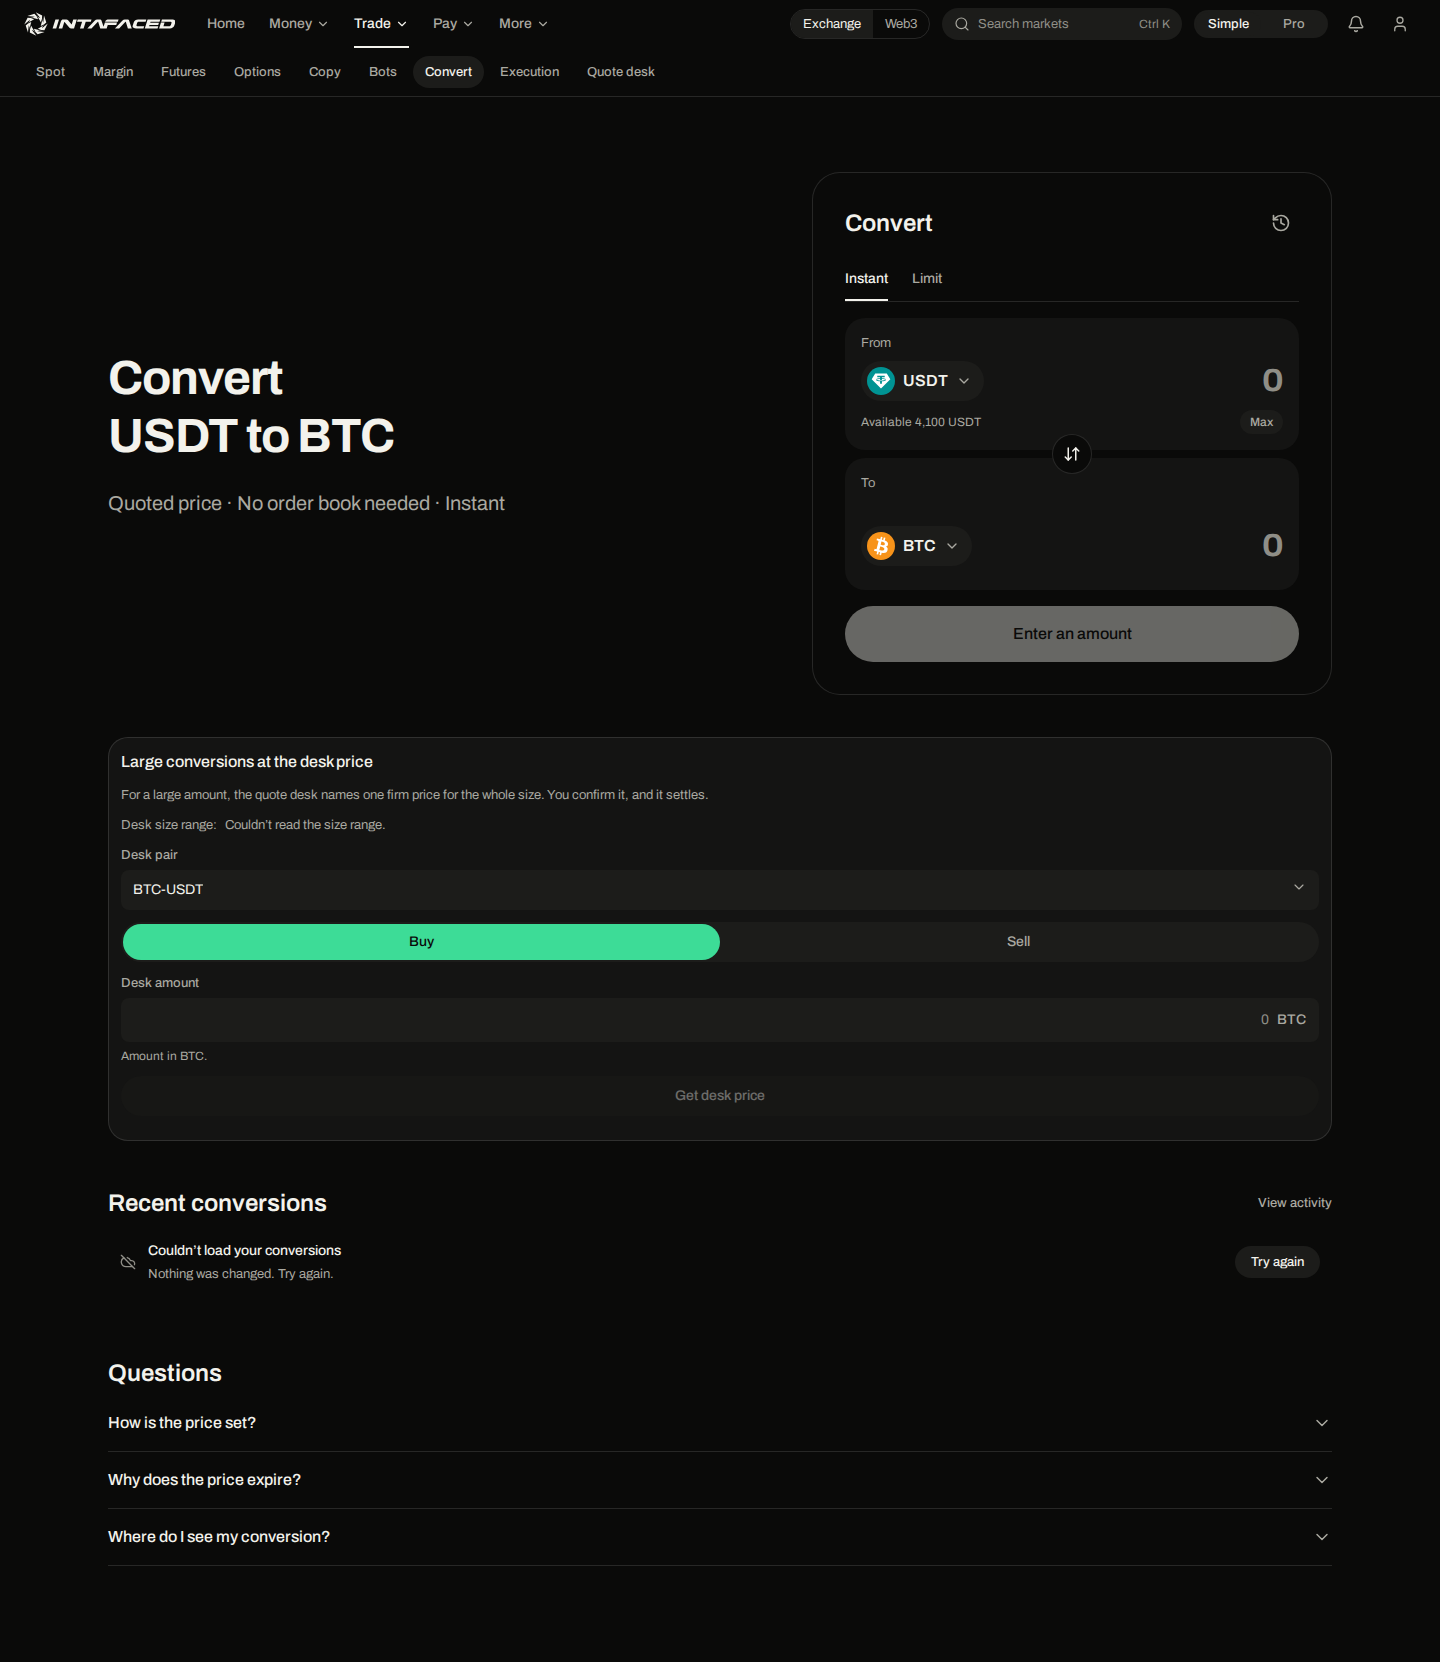 INTAFACED
Home
Money
Trade
Pay
More
Exchange
Web3
Search markets
Ctrl K
Simple
Pro
Spot
Margin
Futures
Options
Copy
Bots
Convert
Execution
Quote desk
Convert
USDT to BTC
Quoted price · No order book needed · Instant
Convert
Instant
Limit
From
USDT
0
Available 4,100 USDT
Max
To
BTC
0
Enter an amount
Large conversions at the desk price
For a large amount, the quote desk names one firm price for the whole size. You confirm it, and it settles.
Desk size range: Couldn't read the size range.
Desk pair
BTC-USDT
Buy
Sell
Desk amount
0 BTC
Amount in BTC.
Get desk price
Recent conversions
View activity
Couldn't load your conversions
Nothing was changed. Try again.
Try again
Questions
How is the price set?
Why does the price expire?
Where do I see my conversion?